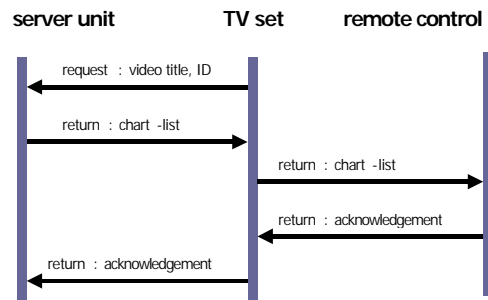 server unit TV set remote control
request : video title, ID
return : chart -list
return : chart -list
return : acknowledgement
return : acknowledgement